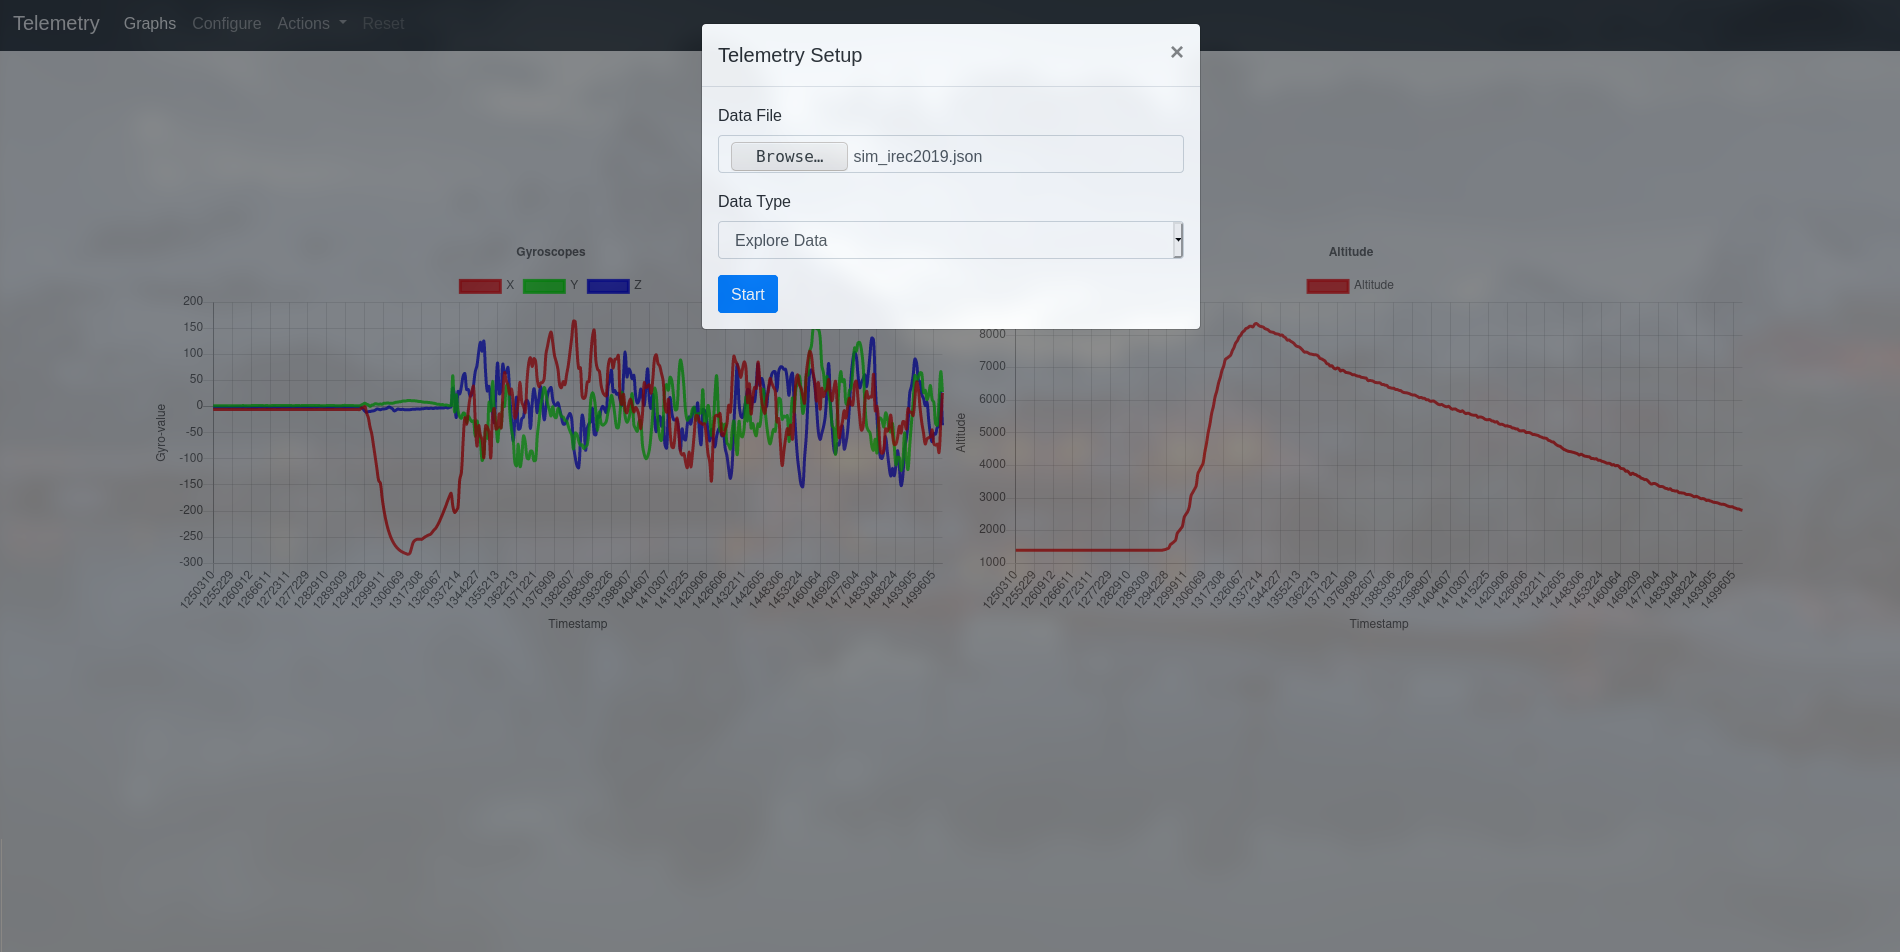 Telemetry Graphs Configure Actions Reset
Telemetry Setup ×
Data File
Browse… sim_irec2019.json
Data Type
Explore Data
Start
Gyroscopes
X Y Z
Gyro-value
200
150
100
50
0
-50
-100
-150
-200
-250
-300
1250310 1255229 1260912 1266611 1272311 1277229 1282910 1289309 1294228 1299911 1306069 1317308 1326067 1337214 1344227 1355213 1362213 1371221 1376909 1382607 1388306 1393226 1398907 1404607 1410307 1415225 1420906 1426606 1432211 1442605 1448306 1453224 1460064 1469209 1477604 1483304 1488224 1493905 1499605
Timestamp
Altitude
Altitude
Altitude
8000
7000
6000
5000
4000
3000
2000
1000
1250310 1255229 1260912 1266611 1272311 1277229 1282910 1289309 1294228 1299911 1306069 1317308 1326067 1337214 1344227 1355213 1362213 1371221 1376909 1382607 1388306 1393226 1398907 1404607 1410307 1415225 1420906 1426606 1432211 1442605 1448306 1453224 1460064 1469209 1477604 1483304 1488224 1493905 1499605
Timestamp